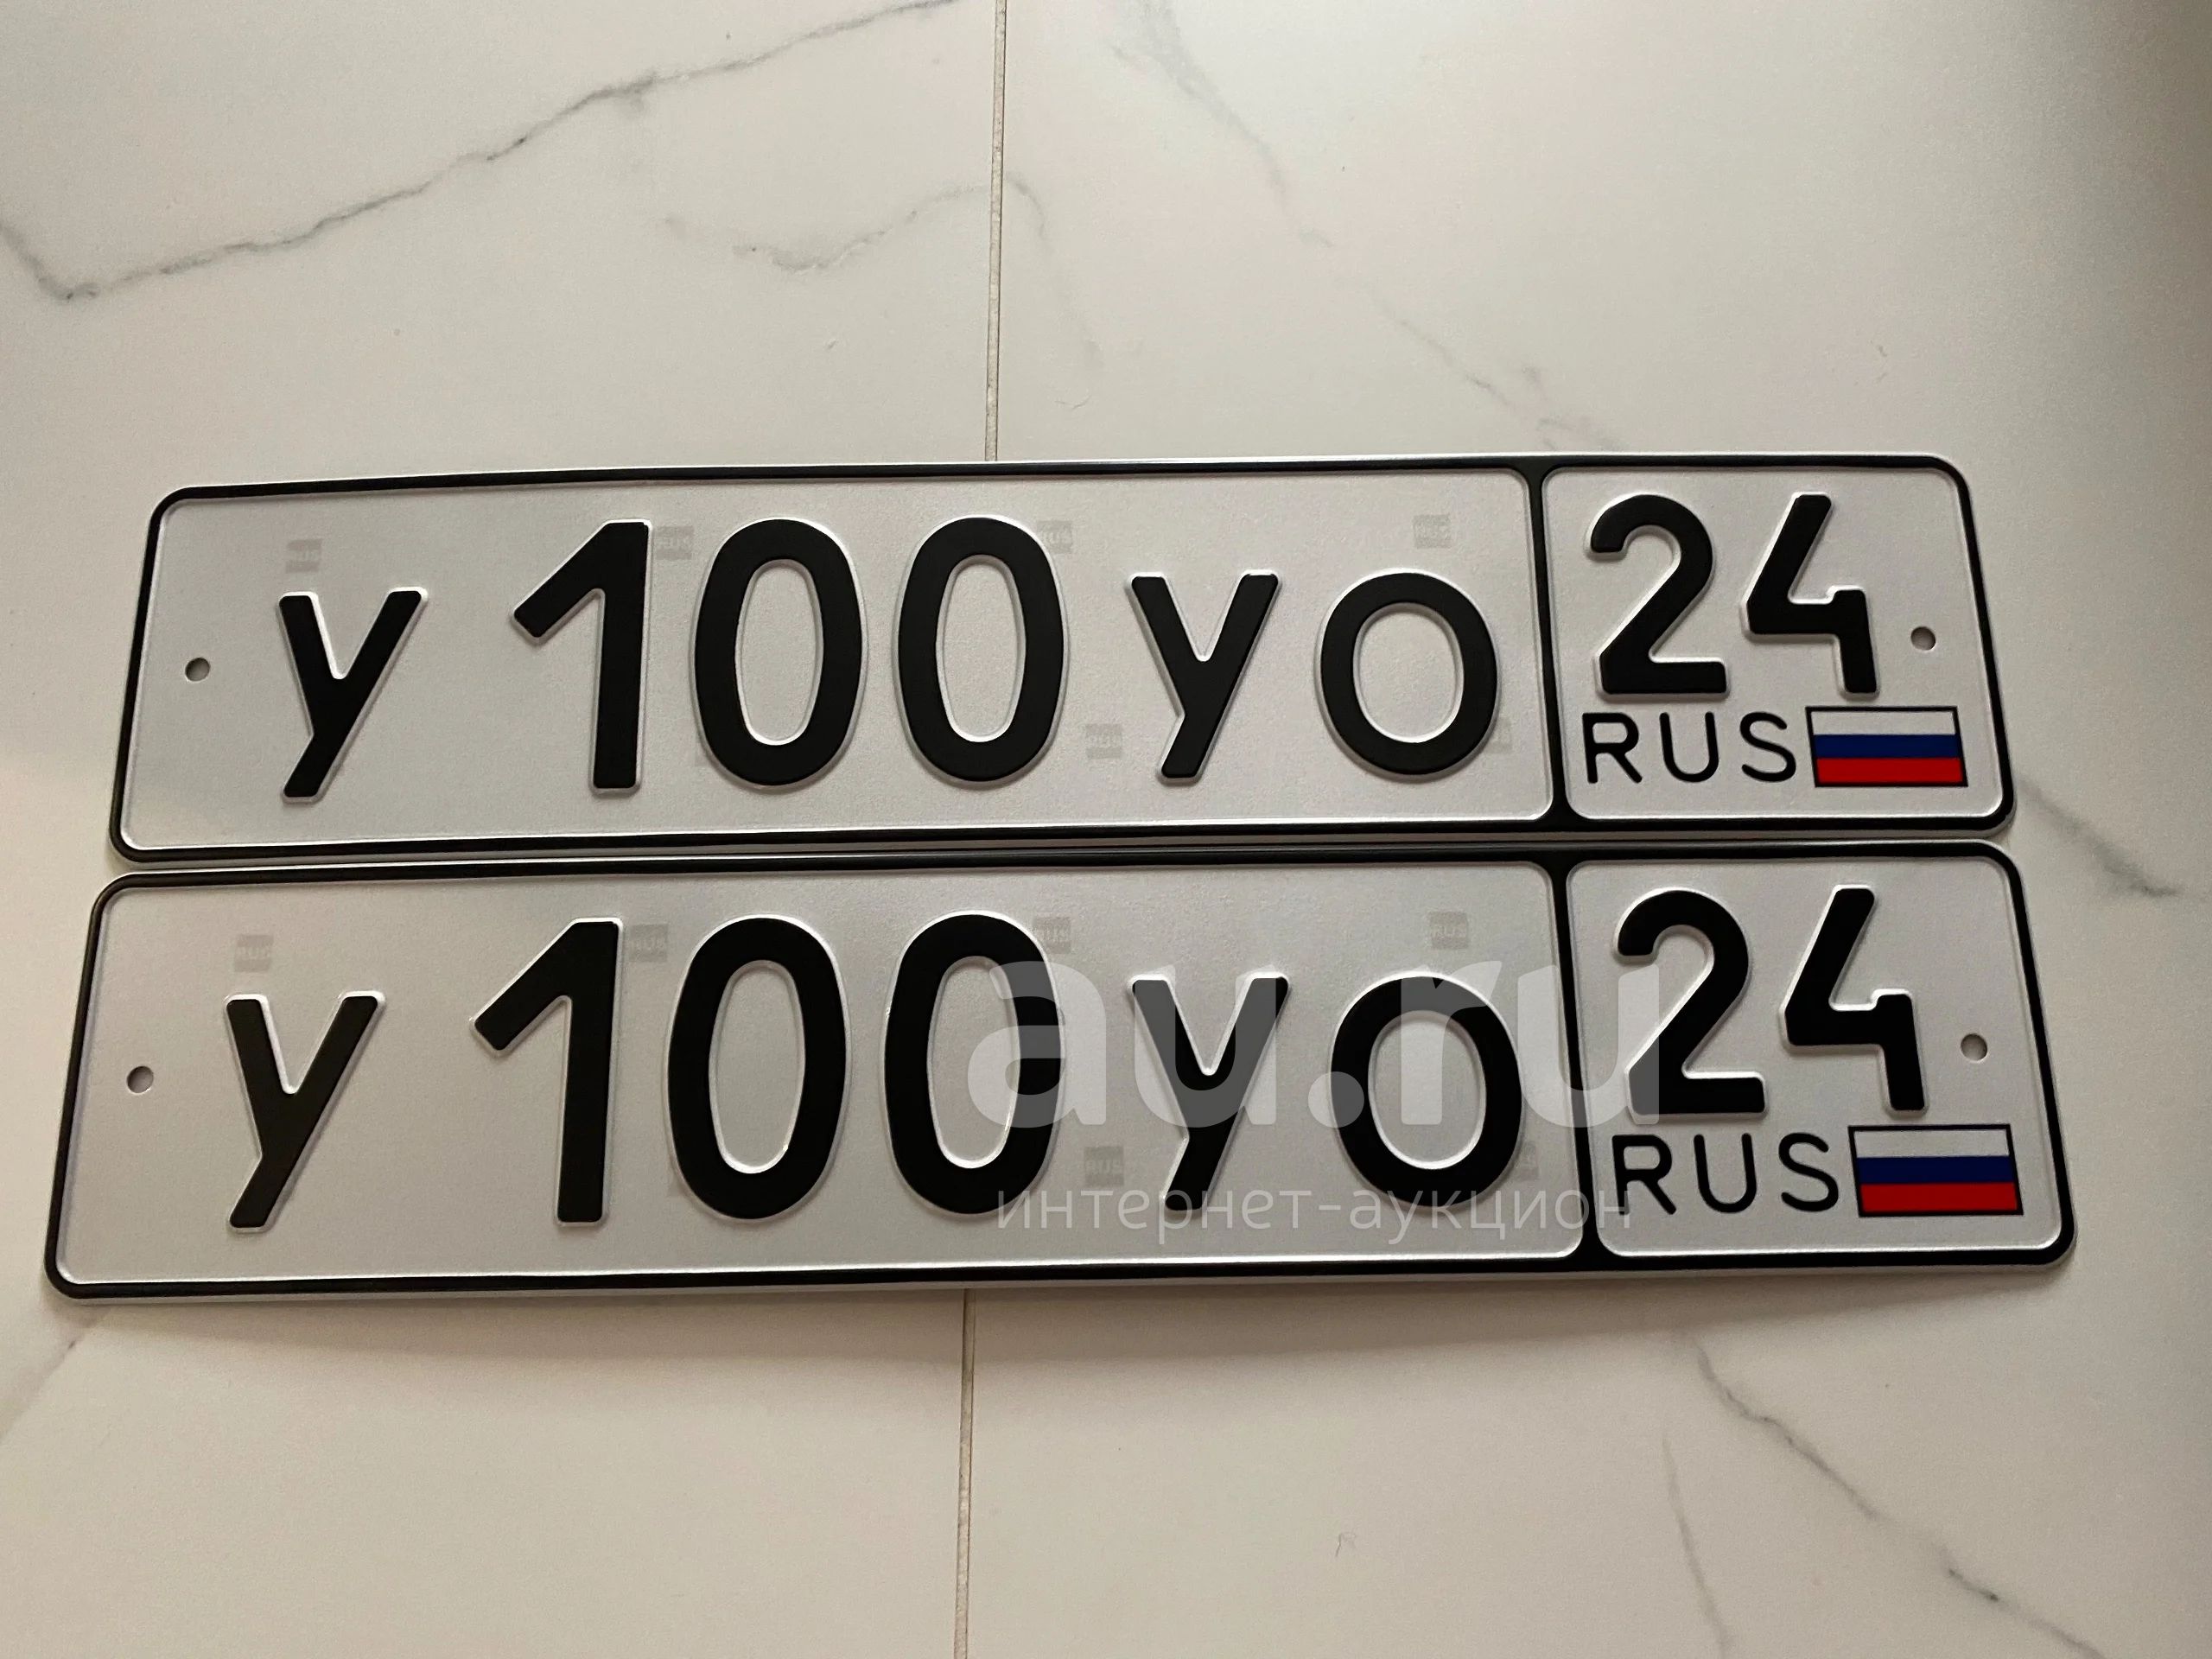 У 100 УО 24
RUS
У 100 УО 24
RUS
au.ru
интернет-аукцион